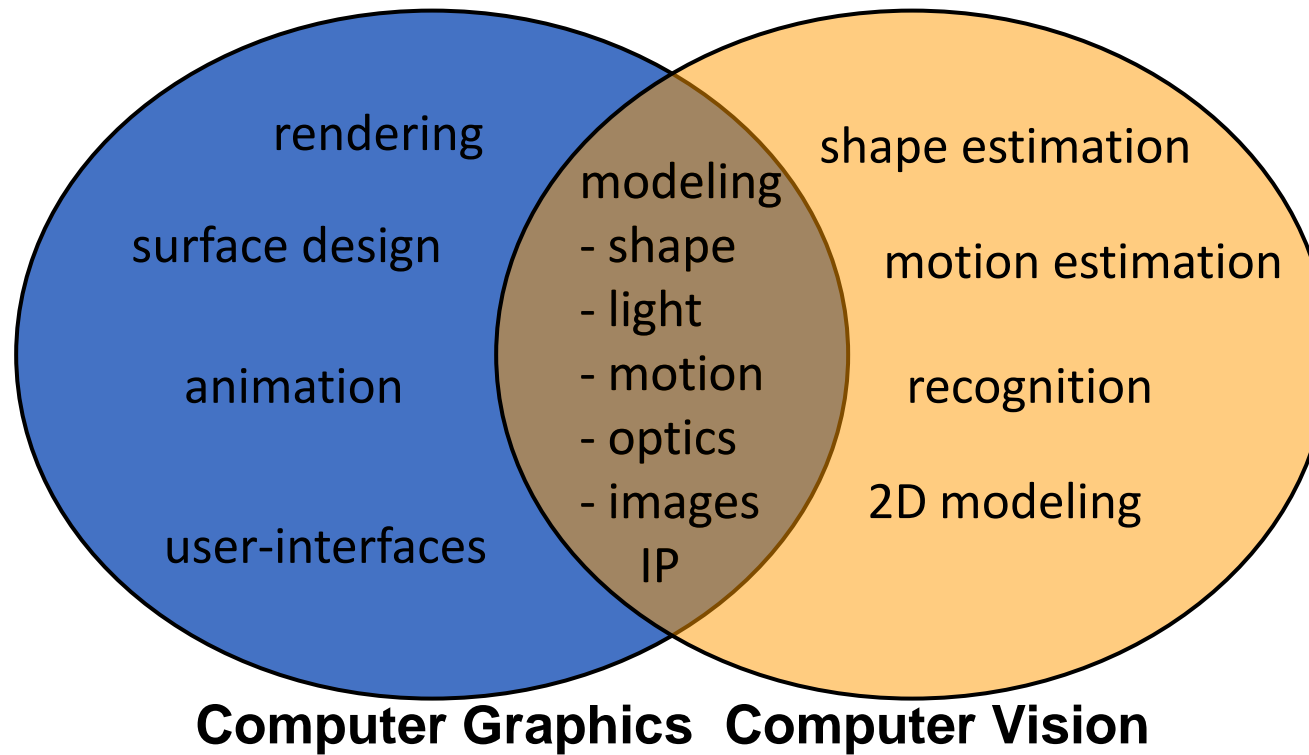 rendering
surface design
animation
user-interfaces
modeling
- shape
- light
- motion
- optics
- images
IP
shape estimation
motion estimation
recognition
2D modeling
Computer Graphics
Computer Vision